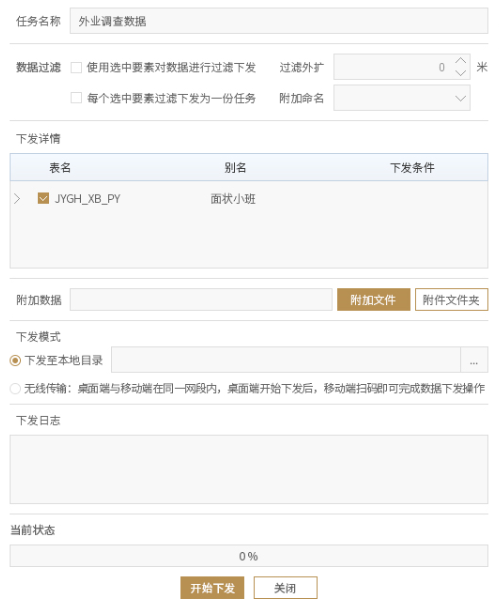 任务名称 外业调查数据
数据过滤 使用选中要素对数据进行过滤下发 过滤外扩 0 米
每个选中要素过滤下发为一份任务 附加命名
下发详情
表名 别名 下发条件
JYGH_XB_PY 面状小班
附加数据 附加文件 附件文件夹
下发模式
下发至本地目录 ...
无线传输：桌面端与移动端在同一网段内，桌面端开始下发后，移动端扫码即可完成数据下发操作
下发日志
当前状态
0 %
开始下发 关闭